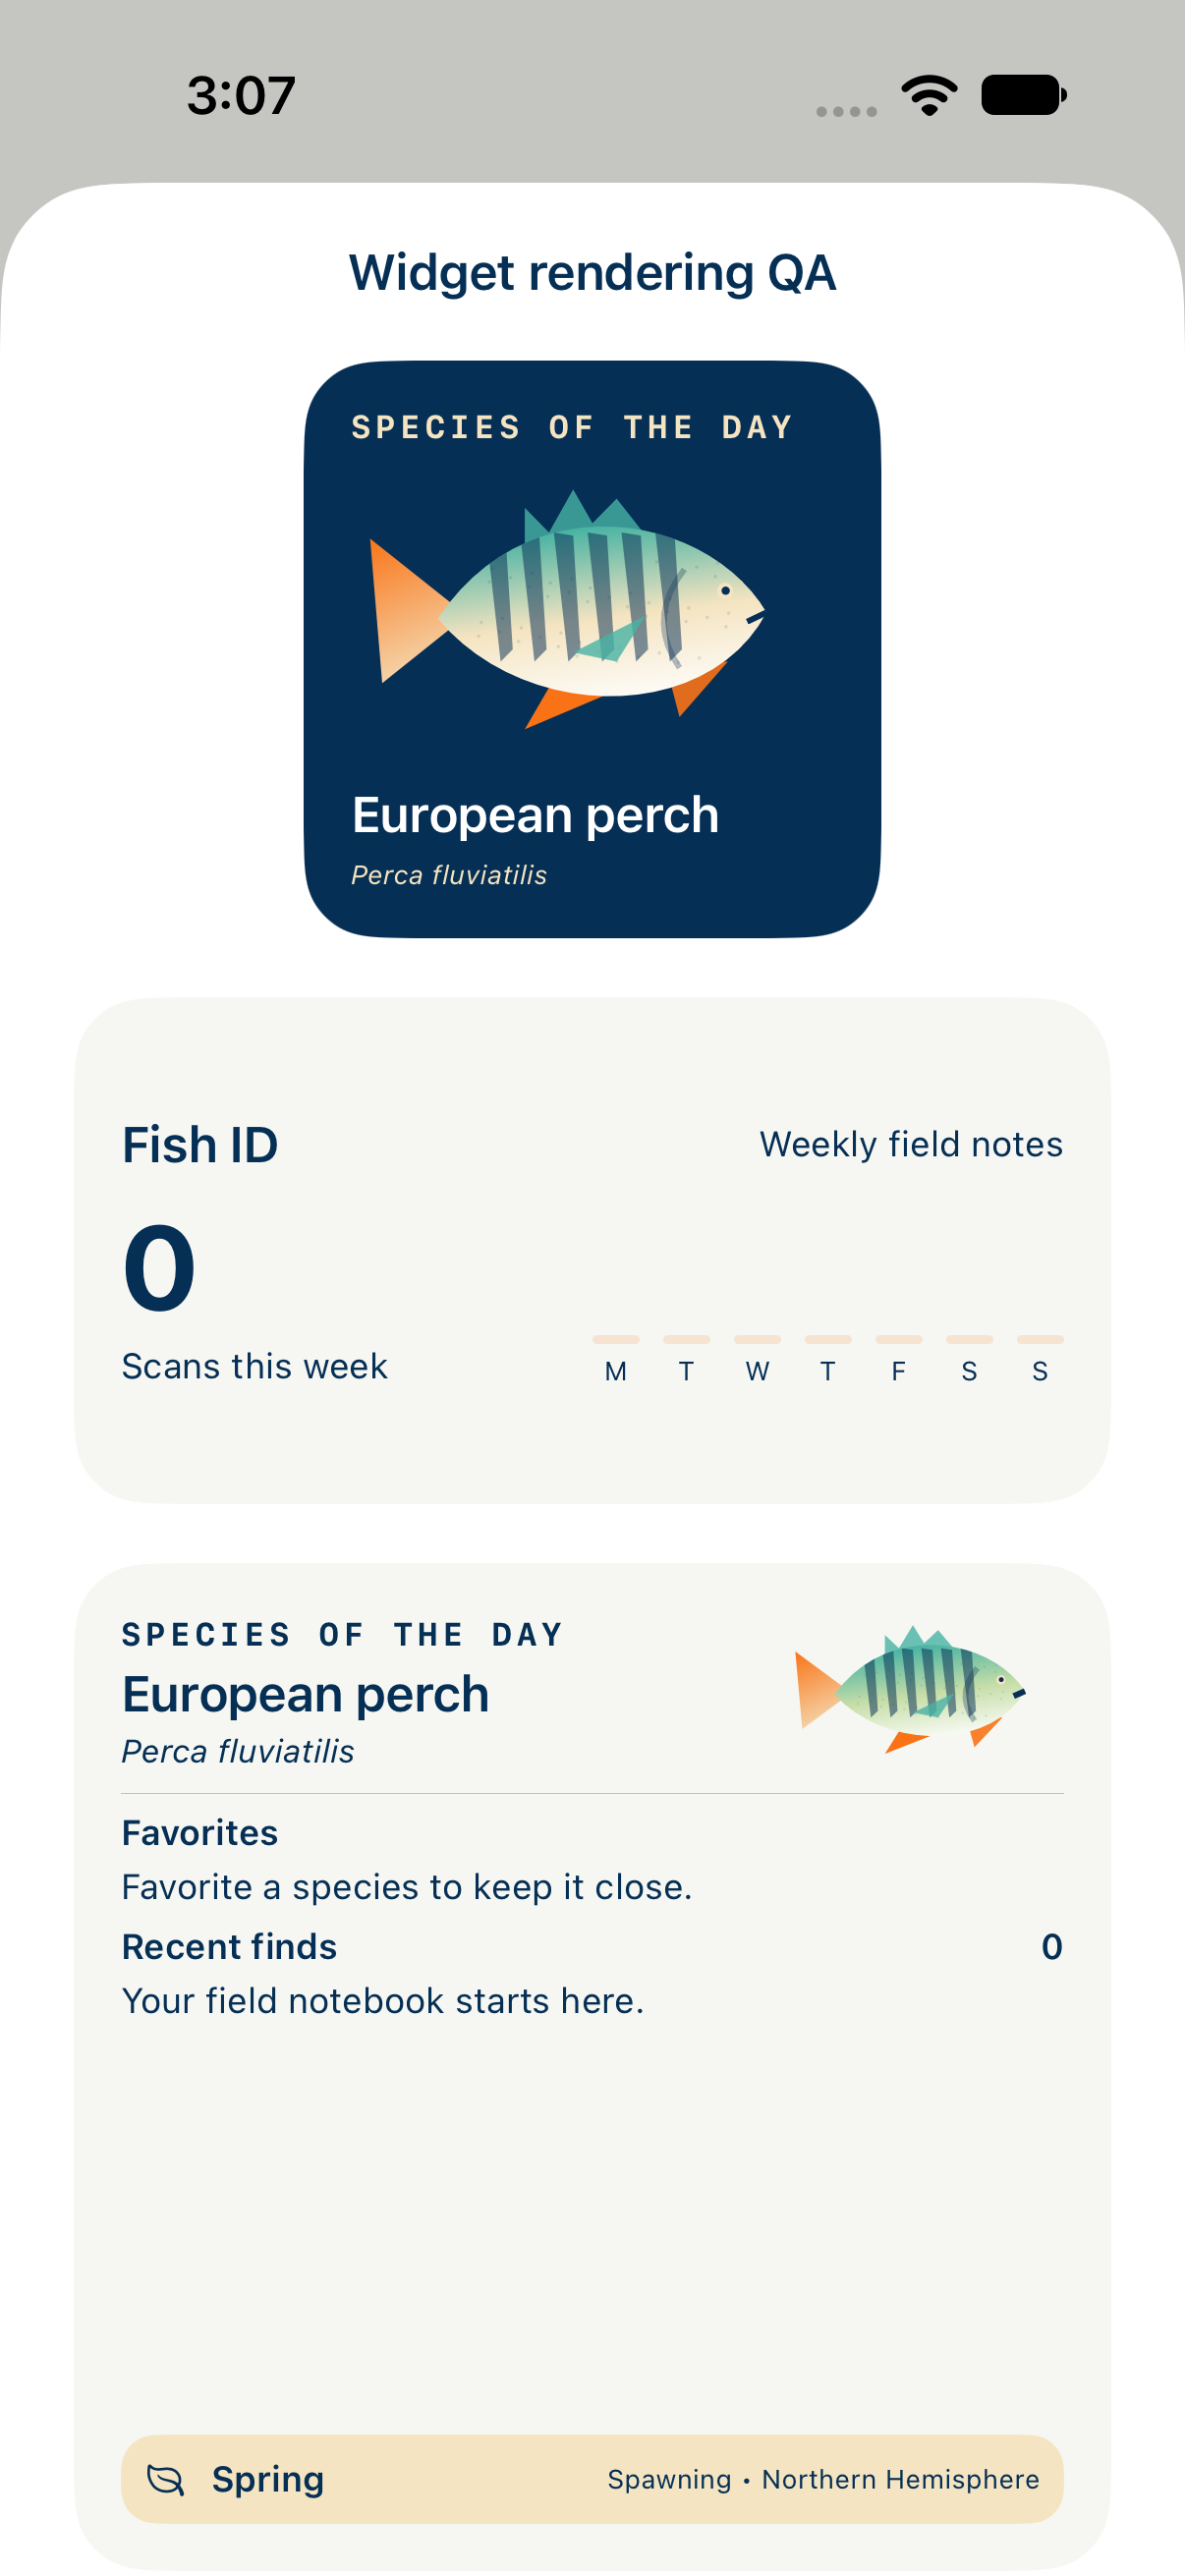 3:07
Widget rendering QA
SPECIES OF THE DAY
European perch
Perca fluviatilis
Fish ID
Weekly field notes
0
Scans this week
M T W T F S S
SPECIES OF THE DAY
European perch
Perca fluviatilis
Favorites
Favorite a species to keep it close.
Recent finds 0
Your field notebook starts here.
Spring Spawning • Northern Hemisphere